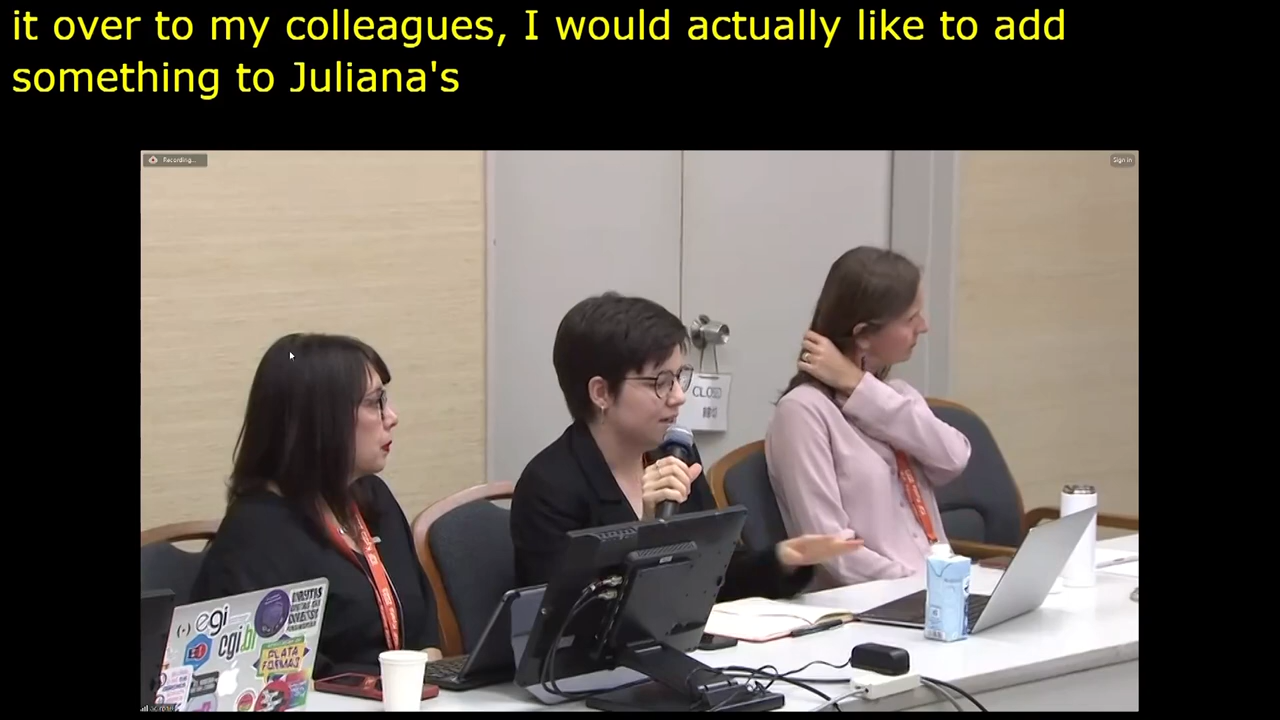 it over to my colleagues, I would actually like to add
something to Juliana's
Recording...
Sign in
CLOSED
egi
cgi.br
PLATA
FORMAS